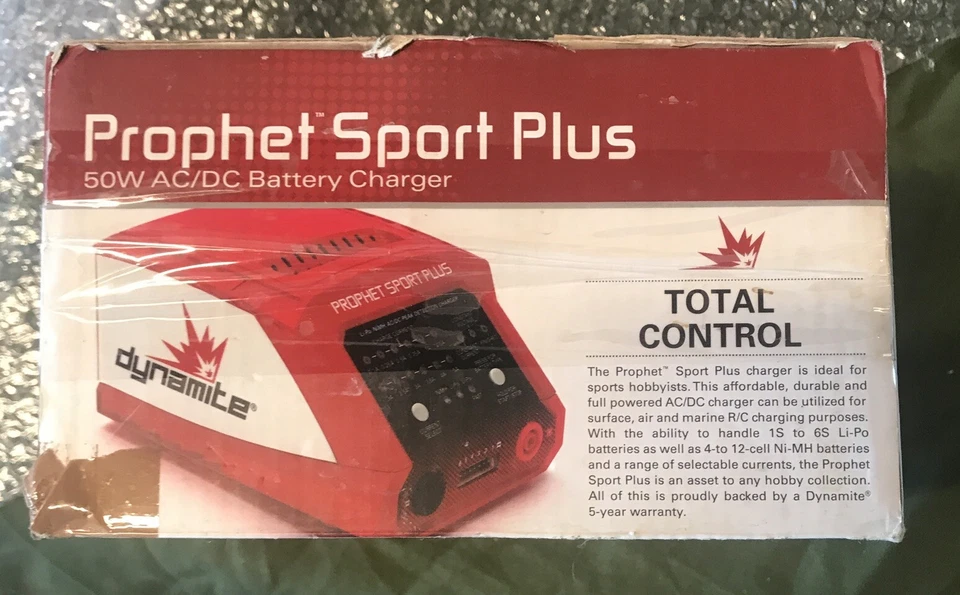 Prophet™ Sport Plus
50W AC/DC Battery Charger
PROPHET SPORT PLUS
dynamite®
TOTAL
CONTROL
The Prophet™ Sport Plus charger is ideal for
sports hobbyists. This affordable, durable and
full powered AC/DC charger can be utilized for
surface, air and marine R/C charging purposes.
With the ability to handle 1S to 6S Li-Po
batteries as well as 4-to 12-cell Ni-MH batteries
and a range of selectable currents, the Prophet
Sport Plus is an asset to any hobby collection.
All of this is proudly backed by a Dynamite®
5-year warranty.